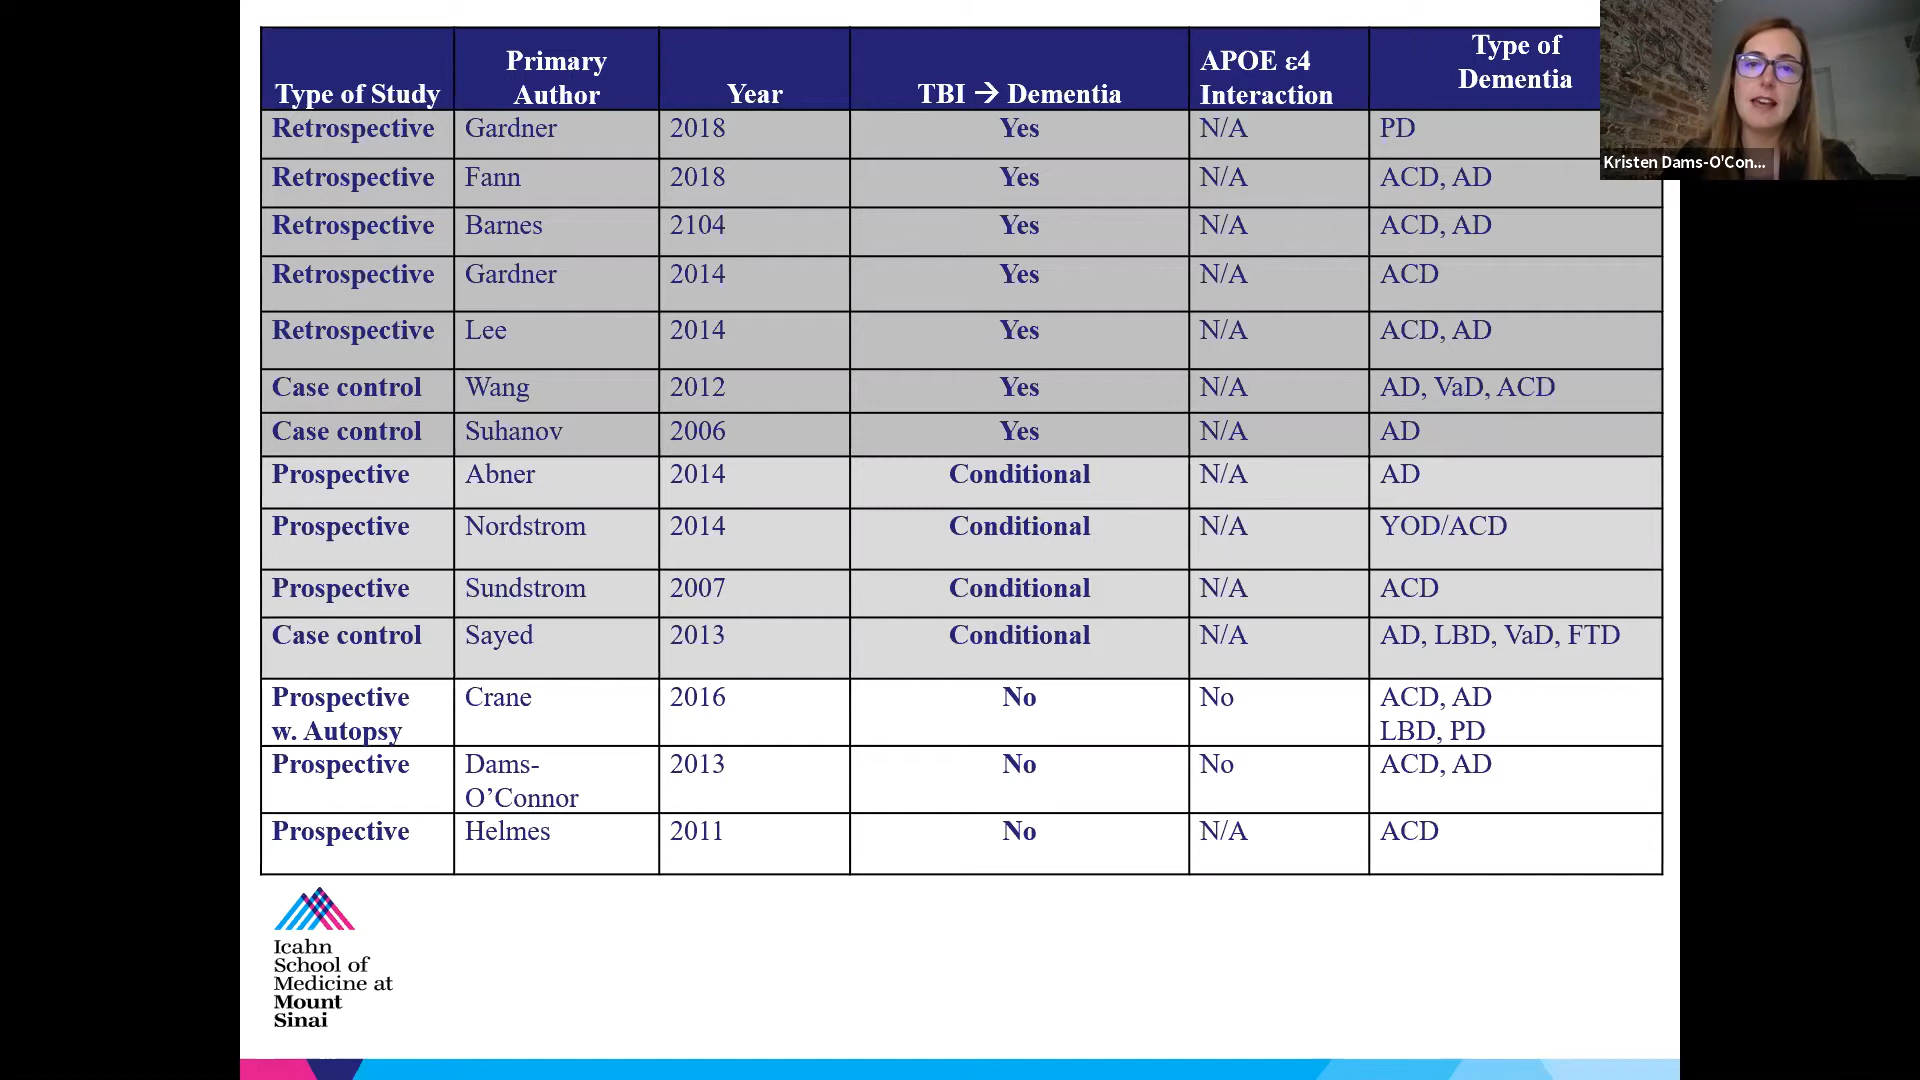 Type of Study Primary Author Year TBI → Dementia APOE ε4 Interaction Type of Dementia
Retrospective Gardner 2018 Yes N/A PD
Retrospective Fann 2018 Yes N/A ACD, AD
Retrospective Barnes 2104 Yes N/A ACD, AD
Retrospective Gardner 2014 Yes N/A ACD
Retrospective Lee 2014 Yes N/A ACD, AD
Case control Wang 2012 Yes N/A AD, VaD, ACD
Case control Suhanov 2006 Yes N/A AD
Prospective Abner 2014 Conditional N/A AD
Prospective Nordstrom 2014 Conditional N/A YOD/ACD
Prospective Sundstrom 2007 Conditional N/A ACD
Case control Sayed 2013 Conditional N/A AD, LBD, VaD, FTD
Prospective w. Autopsy Crane 2016 No No ACD, AD LBD, PD
Prospective Dams-O’Connor 2013 No No ACD, AD
Prospective Helmes 2011 No N/A ACD
Kristen Dams-O'Con...
Icahn
School of
Medicine at
Mount
Sinai